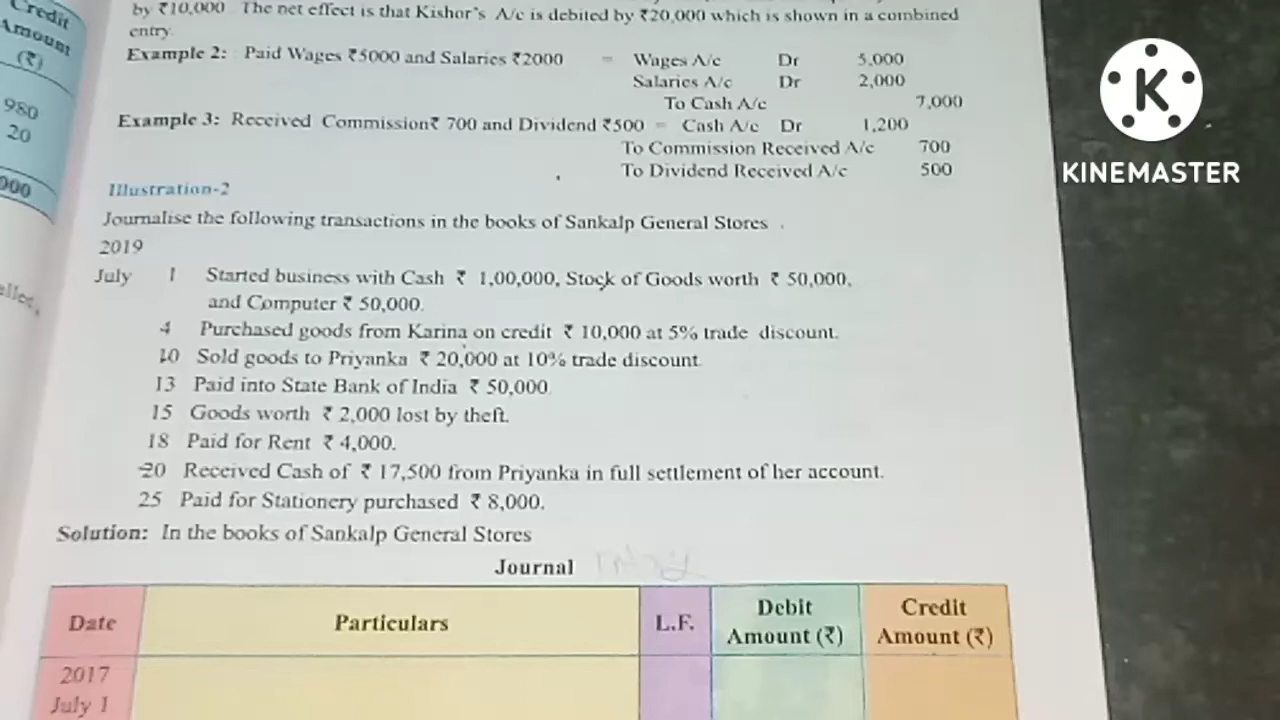 Credit
Amount
(₹)
980
20
000
by ₹10,000 The net effect is that Kishor's A/c is debited by ₹20,000 which is shown in a combined
entry.
Example 2: Paid Wages ₹5000 and Salaries ₹2000 = Wages A/c Dr 5,000
Salaries A/c Dr 2,000
To Cash A/c 7,000
Example 3: Received Commission₹ 700 and Dividend ₹500 = Cash A/c Dr 1,200
To Commission Received A/c 700
To Dividend Received A/c 500
Illustration-2
Journalise the following transactions in the books of Sankalp General Stores .
2019
July 1 Started business with Cash ₹ 1,00,000, Stock of Goods worth ₹ 50,000,
and Computer ₹ 50,000.
4 Purchased goods from Karina on credit ₹ 10,000 at 5% trade discount.
10 Sold goods to Priyanka ₹ 20,000 at 10% trade discount.
13 Paid into State Bank of India ₹ 50,000
15 Goods worth ₹ 2,000 lost by theft.
18 Paid for Rent ₹ 4,000.
20 Received Cash of ₹ 17,500 from Priyanka in full settlement of her account.
25 Paid for Stationery purchased ₹ 8,000.
Solution: In the books of Sankalp General Stores
Journal
Date Particulars L.F. Debit Amount (₹) Credit Amount (₹)
2017
July 1
K
KINEMASTER